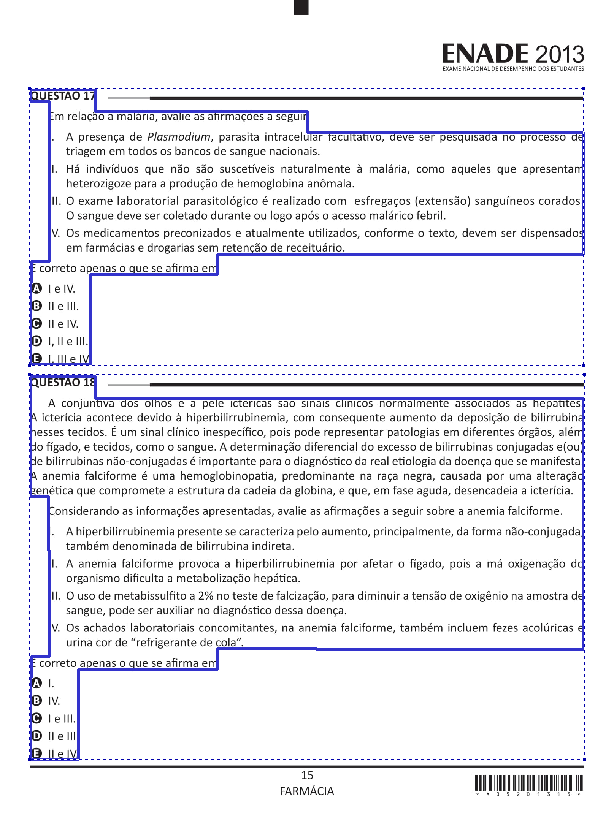 ENADE 2013
EXAME NACIONAL DE DESEMPENHO DOS ESTUDANTES
QUESTÃO 17
Em relação à malária, avalie as afirmações a seguir.
I. A presença de Plasmodium, parasita intracelular facultativo, deve ser pesquisada no processo de
triagem em todos os bancos de sangue nacionais.
II. Há indivíduos que não são suscetíveis naturalmente à malária, como aqueles que apresentam
heterozigoze para a produção de hemoglobina anômala.
III. O exame laboratorial parasitológico é realizado com esfregaços (extensão) sanguíneos corados.
O sangue deve ser coletado durante ou logo após o acesso malárico febril.
IV. Os medicamentos preconizados e atualmente utilizados, conforme o texto, devem ser dispensados
em farmácias e drogarias sem retenção de receituário.
É correto apenas o que se afirma em
A I e IV.
B II e III.
C II e IV.
D I, II e III.
E I, III e IV.
QUESTÃO 18
A conjuntiva dos olhos e a pele ictéricas são sinais clínicos normalmente associados às hepatites.
A icterícia acontece devido à hiperbilirrubinemia, com consequente aumento da deposição de bilirrubina
nesses tecidos. É um sinal clínico inespecífico, pois pode representar patologias em diferentes órgãos, além
do fígado, e tecidos, como o sangue. A determinação diferencial do excesso de bilirrubinas conjugadas e(ou)
de bilirrubinas não-conjugadas é importante para o diagnóstico da real etiologia da doença que se manifesta.
A anemia falciforme é uma hemoglobinopatia, predominante na raça negra, causada por uma alteração
genética que compromete a estrutura da cadeia da globina, e que, em fase aguda, desencadeia a icterícia.
Considerando as informações apresentadas, avalie as afirmações a seguir sobre a anemia falciforme.
I. A hiperbilirrubinemia presente se caracteriza pelo aumento, principalmente, da forma não-conjugada,
também denominada de bilirrubina indireta.
II. A anemia falciforme provoca a hiperbilirrubinemia por afetar o fígado, pois a má oxigenação do
organismo dificulta a metabolização hepática.
III. O uso de metabissulfito a 2% no teste de falcização, para diminuir a tensão de oxigênio na amostra de
sangue, pode ser auxiliar no diagnóstico dessa doença.
IV. Os achados laboratoriais concomitantes, na anemia falciforme, também incluem fezes acolúricas e
urina cor de “refrigerante de cola”.
É correto apenas o que se afirma em
A I.
B IV.
C I e III.
D II e III.
E II e IV.
15
FARMÁCIA